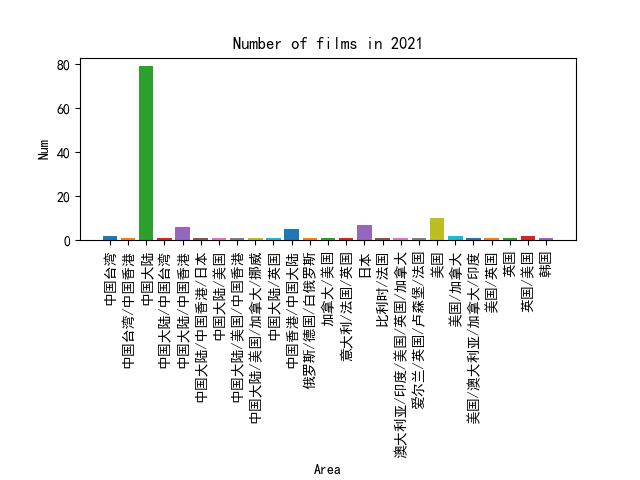 Number of films in 2021
80
60
40
20
0
Num
中国台湾
中国台湾/中国香港
中国大陆
中国大陆/中国台湾
中国大陆/中国香港
中国大陆/中国香港/日本
中国大陆/美国
中国大陆/美国/中国香港
中国大陆/美国/加拿大/挪威
中国大陆/英国
中国香港/中国大陆
俄罗斯/德国/白俄罗斯
加拿大/美国
意大利/法国/英国
日本
比利时/法国
澳大利亚/印度/美国/英国/加拿大
爱尔兰/英国/卢森堡/法国
美国
美国/加拿大
美国/澳大利亚/加拿大/印度
美国/英国
英国
英国/美国
韩国
Area